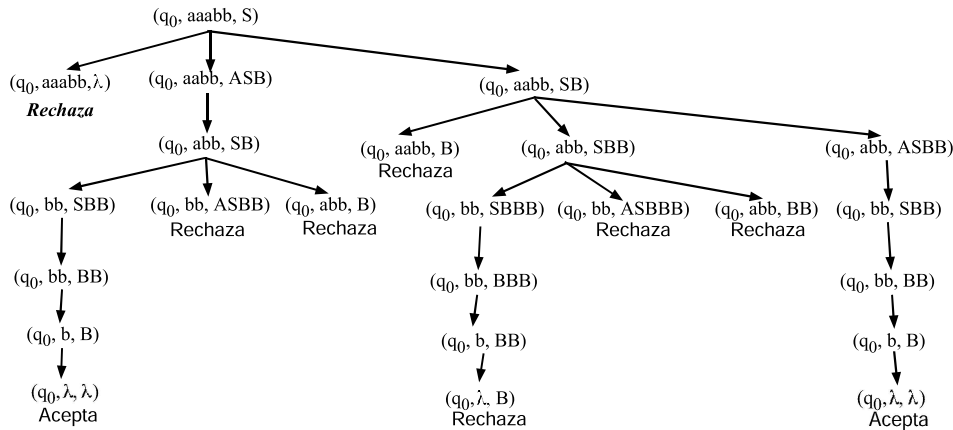 (q0, aaabb, S)
(q0, aaabb, λ) (q0, aabb, ASB) (q0, aabb, SB)
Rechaza
(q0, abb, SB) (q0, aabb, B) (q0, abb, SBB) (q0, abb, ASBB)
Rechaza
(q0, bb, SBB) (q0, bb, ASBB) (q0, abb, B) (q0, bb, SBBB) (q0, bb, ASBBB) (q0, abb, BB) (q0, bb, SBB)
Rechaza Rechaza Rechaza Rechaza
(q0, bb, BB) (q0, bb, BBB) (q0, bb, BB)
(q0, b, B) (q0, b, BB) (q0, b, B)
(q0, λ, λ) (q0, λ, B) (q0, λ, λ)
Acepta Rechaza Acepta